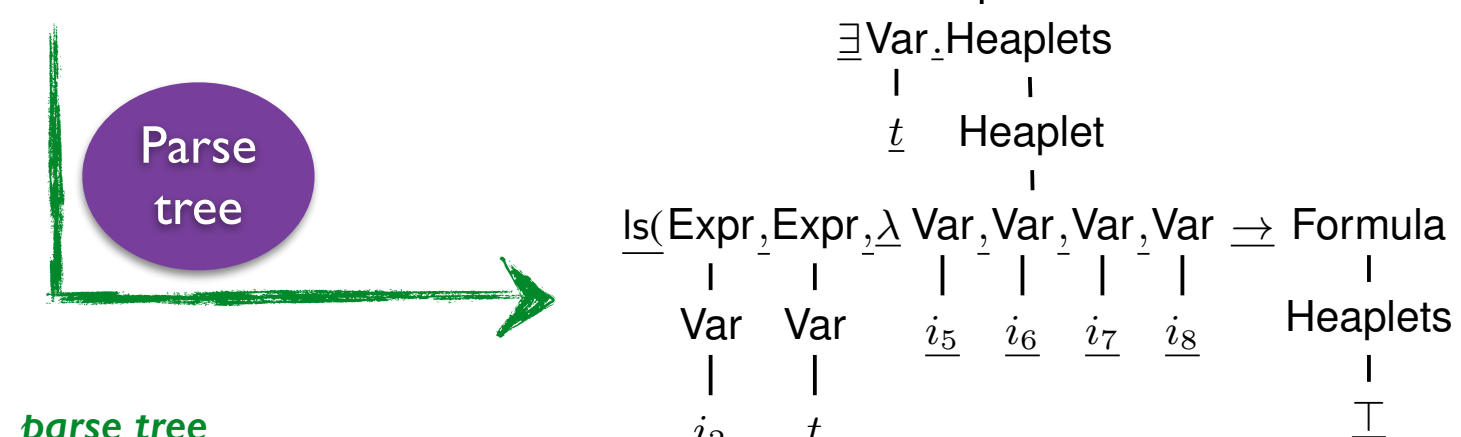 ∃Var.Heaplets
Parse
tree
t Heaplet
ls(Expr,Expr,λ Var,Var,Var,Var → Formula
Var Var i₅ i₆ i₇ i₈ Heaplets
parse tree
t ⊤